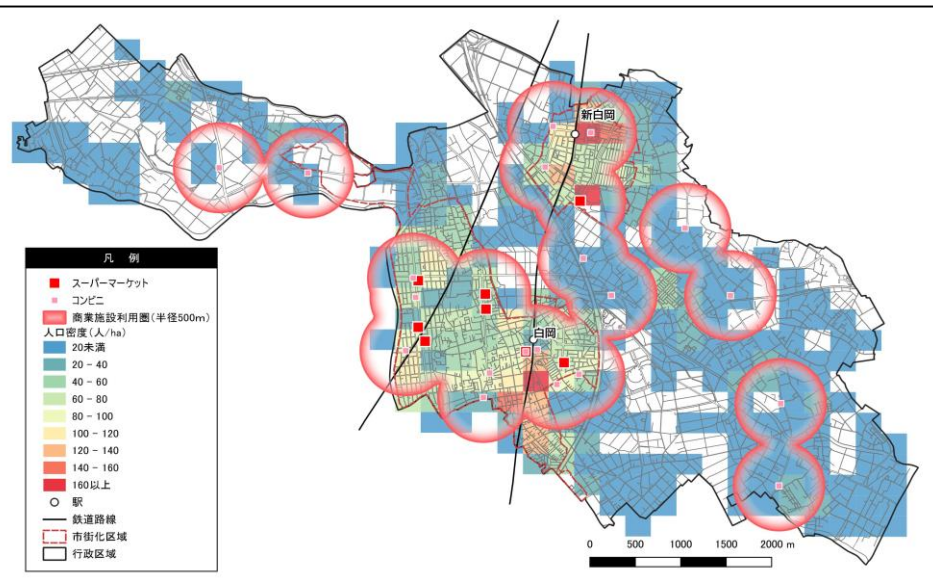 新白岡
白岡
凡 例
スーパーマーケット
コンビニ
商業施設利用圏(半径500m)
人口密度(人/ha)
20未満
20 - 40
40 - 60
60 - 80
80 - 100
100 - 120
120 - 140
140 - 160
160以上
駅
鉄道路線
市街化区域
行政区域
0 500 1000 1500 2000 m